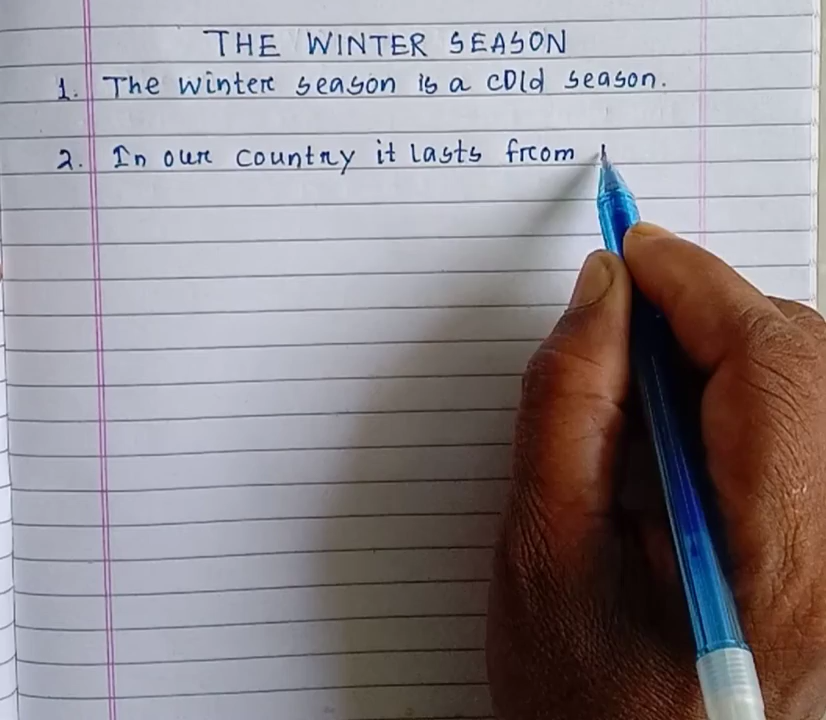 THE WINTER SEASON
1. The winter season is a cold season.
2. In our country it lasts from